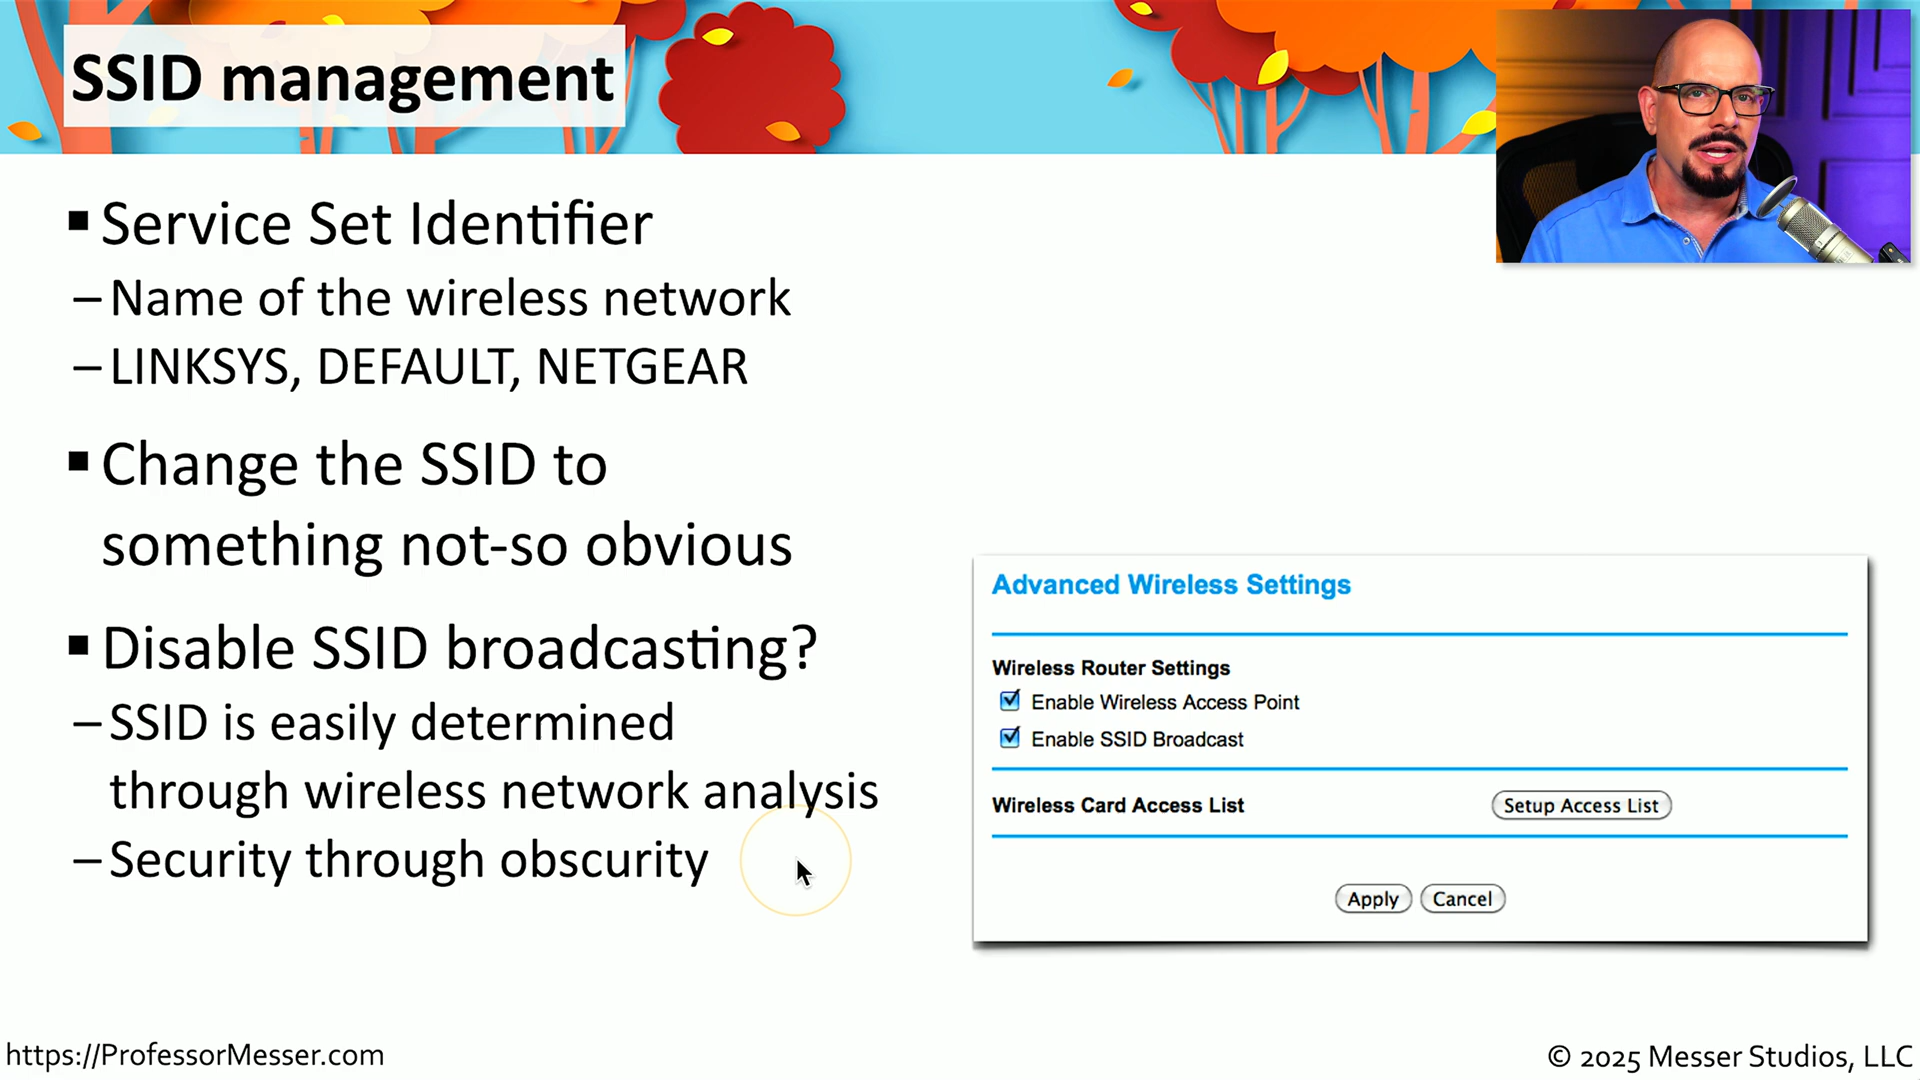 SSID management
▪ Service Set Identifier
– Name of the wireless network
– LINKSYS, DEFAULT, NETGEAR
▪ Change the SSID to
something not-so obvious
▪ Disable SSID broadcasting?
– SSID is easily determined
through wireless network analysis
– Security through obscurity
Advanced Wireless Settings
Wireless Router Settings
Enable Wireless Access Point
Enable SSID Broadcast
Wireless Card Access List Setup Access List
Apply Cancel
https://ProfessorMesser.com
© 2025 Messer Studios, LLC